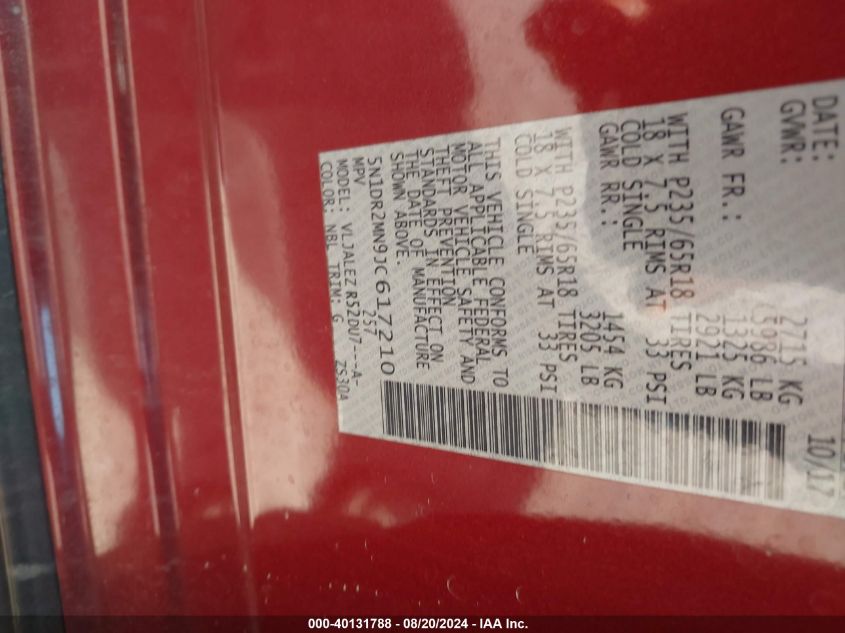 DATE: 10/17
GVWR: 2715 KG
5986 LB
GAWR FR.: 1325 KG
2921 LB
WITH P235/65R18 TIRES
18 X 7.5 RIMS AT 33 PSI
COLD SINGLE
GAWR RR.: 1454 KG
3205 LB
WITH P235/65R18 TIRES
18 X 7.5 RIMS AT 33 PSI
COLD SINGLE
THIS VEHICLE CONFORMS TO
ALL APPLICABLE FEDERAL
MOTOR VEHICLE SAFETY AND
THEFT PREVENTION
STANDARDS IN EFFECT ON
THE DATE OF MANUFACTURE
SHOWN ABOVE.
5N1DR2MN9JC617210
MPV 257
MODEL: VLJALEZ R52DU7---A-
COLOR: NBL TRIM: G ZS30A
000-40131788 - 08/20/2024 - IAA Inc.